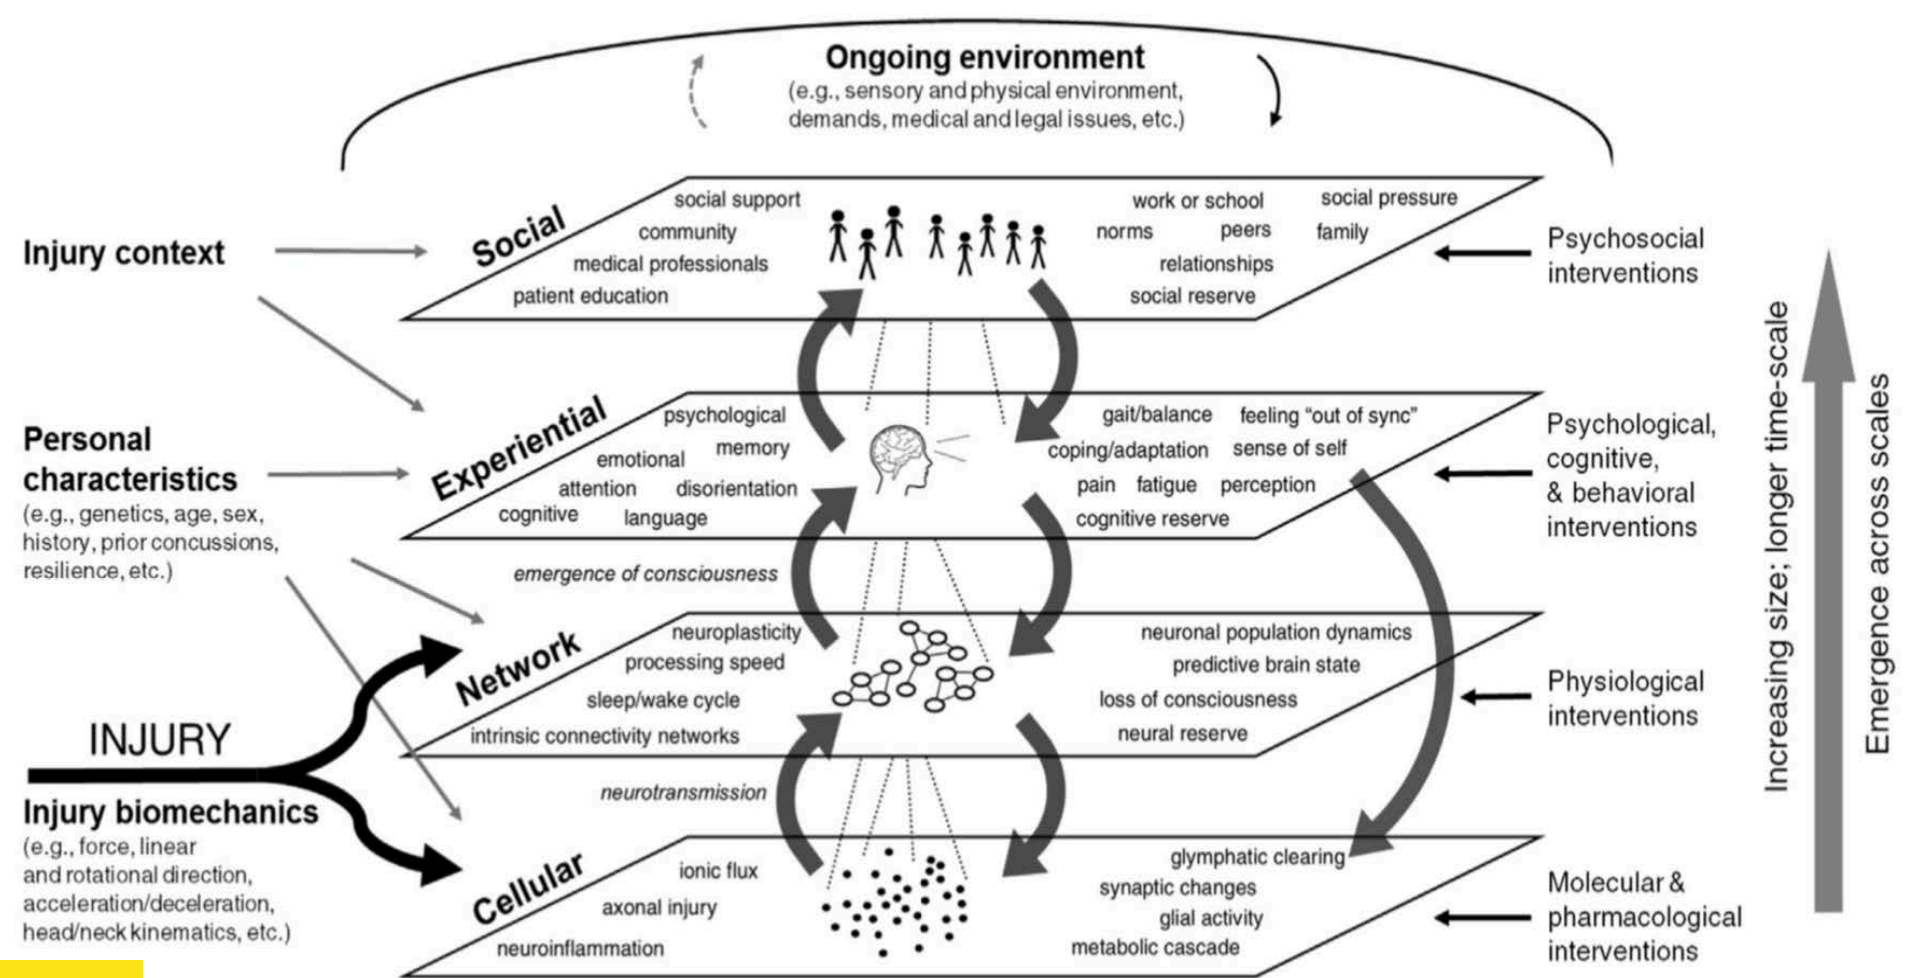 Ongoing environment
(e.g., sensory and physical environment,
demands, medical and legal issues, etc.)
Injury context
Social
social support
community
medical professionals
patient education
work or school
social pressure
norms
peers
family
relationships
social reserve
Psychosocial
interventions
Personal
characteristics
(e.g., genetics, age, sex,
history, prior concussions,
resilience, etc.)
Experiential
psychological
memory
emotional
attention
disorientation
cognitive
language
gait/balance
feeling “out of sync”
coping/adaptation
sense of self
pain
fatigue
perception
cognitive reserve
Psychological,
cognitive,
& behavioral
interventions
emergence of consciousness
Network
neuroplasticity
processing speed
sleep/wake cycle
intrinsic connectivity networks
neuronal population dynamics
predictive brain state
loss of consciousness
neural reserve
Physiological
interventions
INJURY
Injury biomechanics
(e.g., force, linear
and rotational direction,
acceleration/deceleration,
head/neck kinematics, etc.)
neurotransmission
Cellular
ionic flux
axonal injury
neuroinflammation
glymphatic clearing
synaptic changes
glial activity
metabolic cascade
Molecular &
pharmacological
interventions
Increasing size; longer time-scale
Emergence across scales